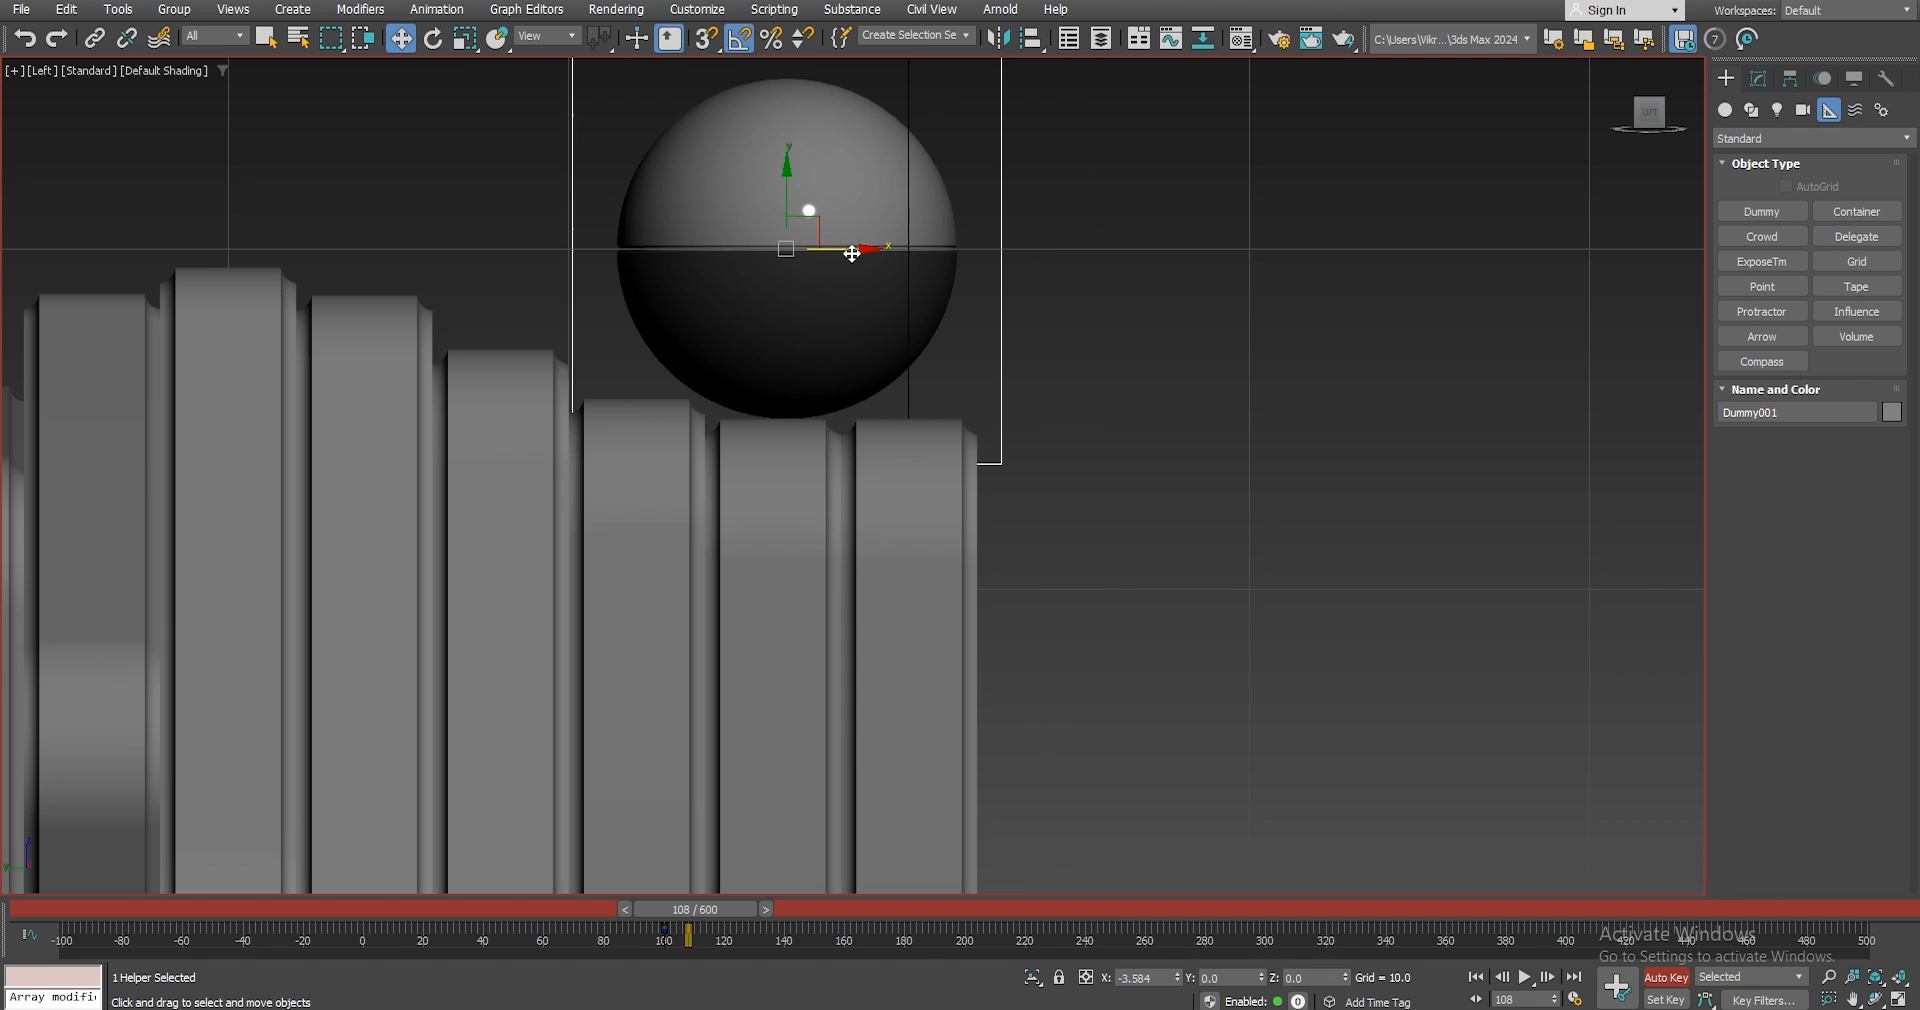 File Edit Tools Group Views Create Modifiers Animation Graph Editors Rendering Customize Scripting Substance Civil View Arnold Help Sign In Workspaces: Default
All View 3 Create Selection Se C:\Users\Vikr...\3ds Max 2024 7
[+] [Left] [Standard] [Default Shading]
LEFT
Standard
Object Type
AutoGrid
Dummy Container
Crowd Delegate
ExposeTm Grid
Point Tape
Protractor Influence
Arrow Volume
Compass
Name and Color
Dummy001
y
x
z
y
< 108 / 600 >
-100 -80 -60 -40 -20 0 20 40 60 80 100 120 140 160 180 200 220 240 260 280 300 320 340 360 380 400 420 440 460 480 500
Activate Windows
Go to Settings to activate Windows.
1 Helper Selected X: -3.584 Y: 0.0 Z: 0.0 Grid = 10.0 Auto Key Selected
Array modifi Click and drag to select and move objects Enabled: 0 Add Time Tag 108 Set Key Key Filters...